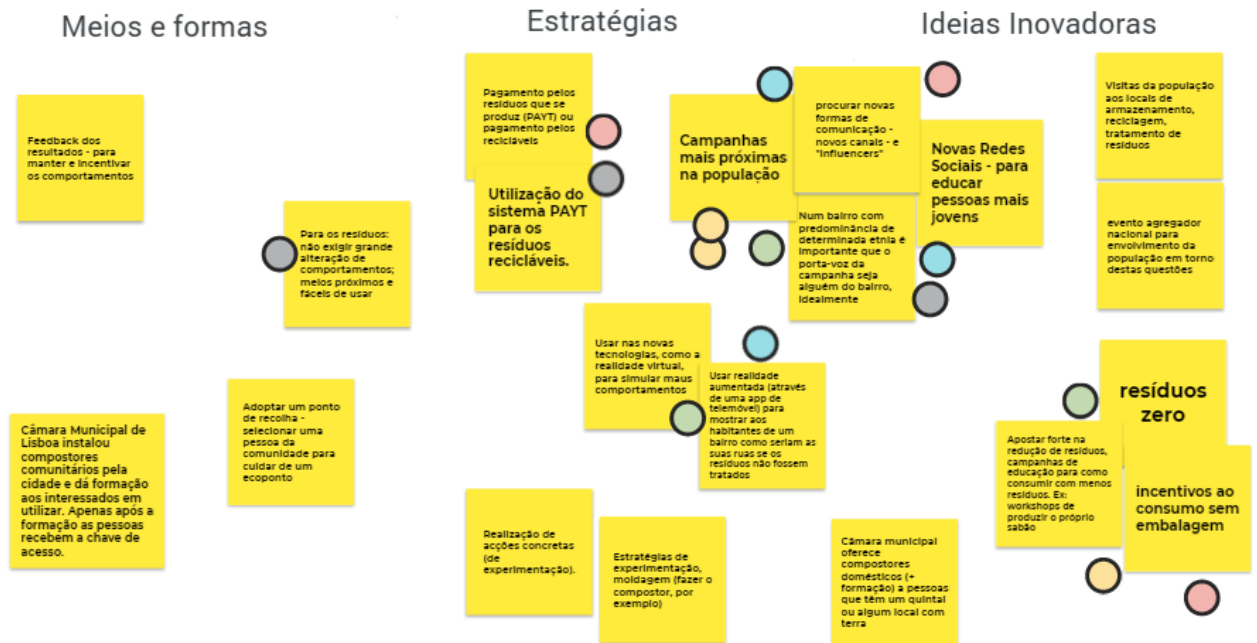 Meios e formas
Estratégias
Ideias Inovadoras
Feedback dos
resultados - para
manter e incentivar
os comportamentos
Para os resíduos:
não exigir grande
alteração de
comportamentos;
meios próximos e
fáceis de usar
Adoptar um ponto
de recolha -
selecionar uma
pessoa da
comunidade para
cuidar de um
ecoponto
Câmara Municipal de
Lisboa instalou
compostores
comunitários pela
cidade e dá formação
aos interessados em
utilizar. Apenas após a
formação as pessoas
recebem a chave de
acesso.
Pagamento pelos
resíduos que se
produz (PAYT) ou
pagamento pelos
recicláveis
Utilização do
sistema PAYT
para os
resíduos
recicláveis.
Campanhas
mais próximas
na população
procurar novas
formas de
comunicação -
novos canais - e
"influencers"
Novas Redes
Sociais - para
educar
pessoas mais
jovens
Num bairro com
predominância de
determinada etnia é
importante que o
porta-voz da
campanha seja
alguém do bairro,
idealmente
Usar nas novas
tecnologias, como a
realidade virtual,
para simular maus
comportamentos
Usar realidade
aumentada (através
de uma app de
telemóvel) para
mostrar aos
habitantes de um
bairro como seriam as
suas ruas se os
resíduos não fossem
tratados
Realização de
acções concretas
(de
experimentação).
Estratégias de
experimentação,
moldagem (fazer o
compostor, por
exemplo)
Visitas da população
aos locais de
armazenamento,
reciclagem,
tratamento de
resíduos
evento agregador
nacional para
envolvimento da
população em torno
destas questões
resíduos
zero
Apostar forte na
redução de resíduos,
campanhas de
educação para como
consumir com menos
resíduos. Ex:
workshops de
produzir o próprio
sabão
incentivos ao
consumo sem
embalagem
Câmara municipal
oferece
compostores
domésticos (+
formação) a pessoas
que têm um quintal
ou algum local com
terra